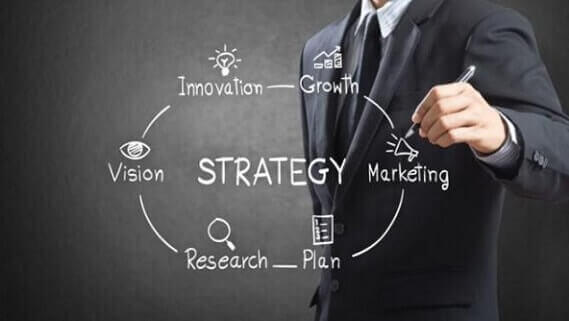 Innovation
Growth
Vision
STRATEGY
Marketing
Research
Plan